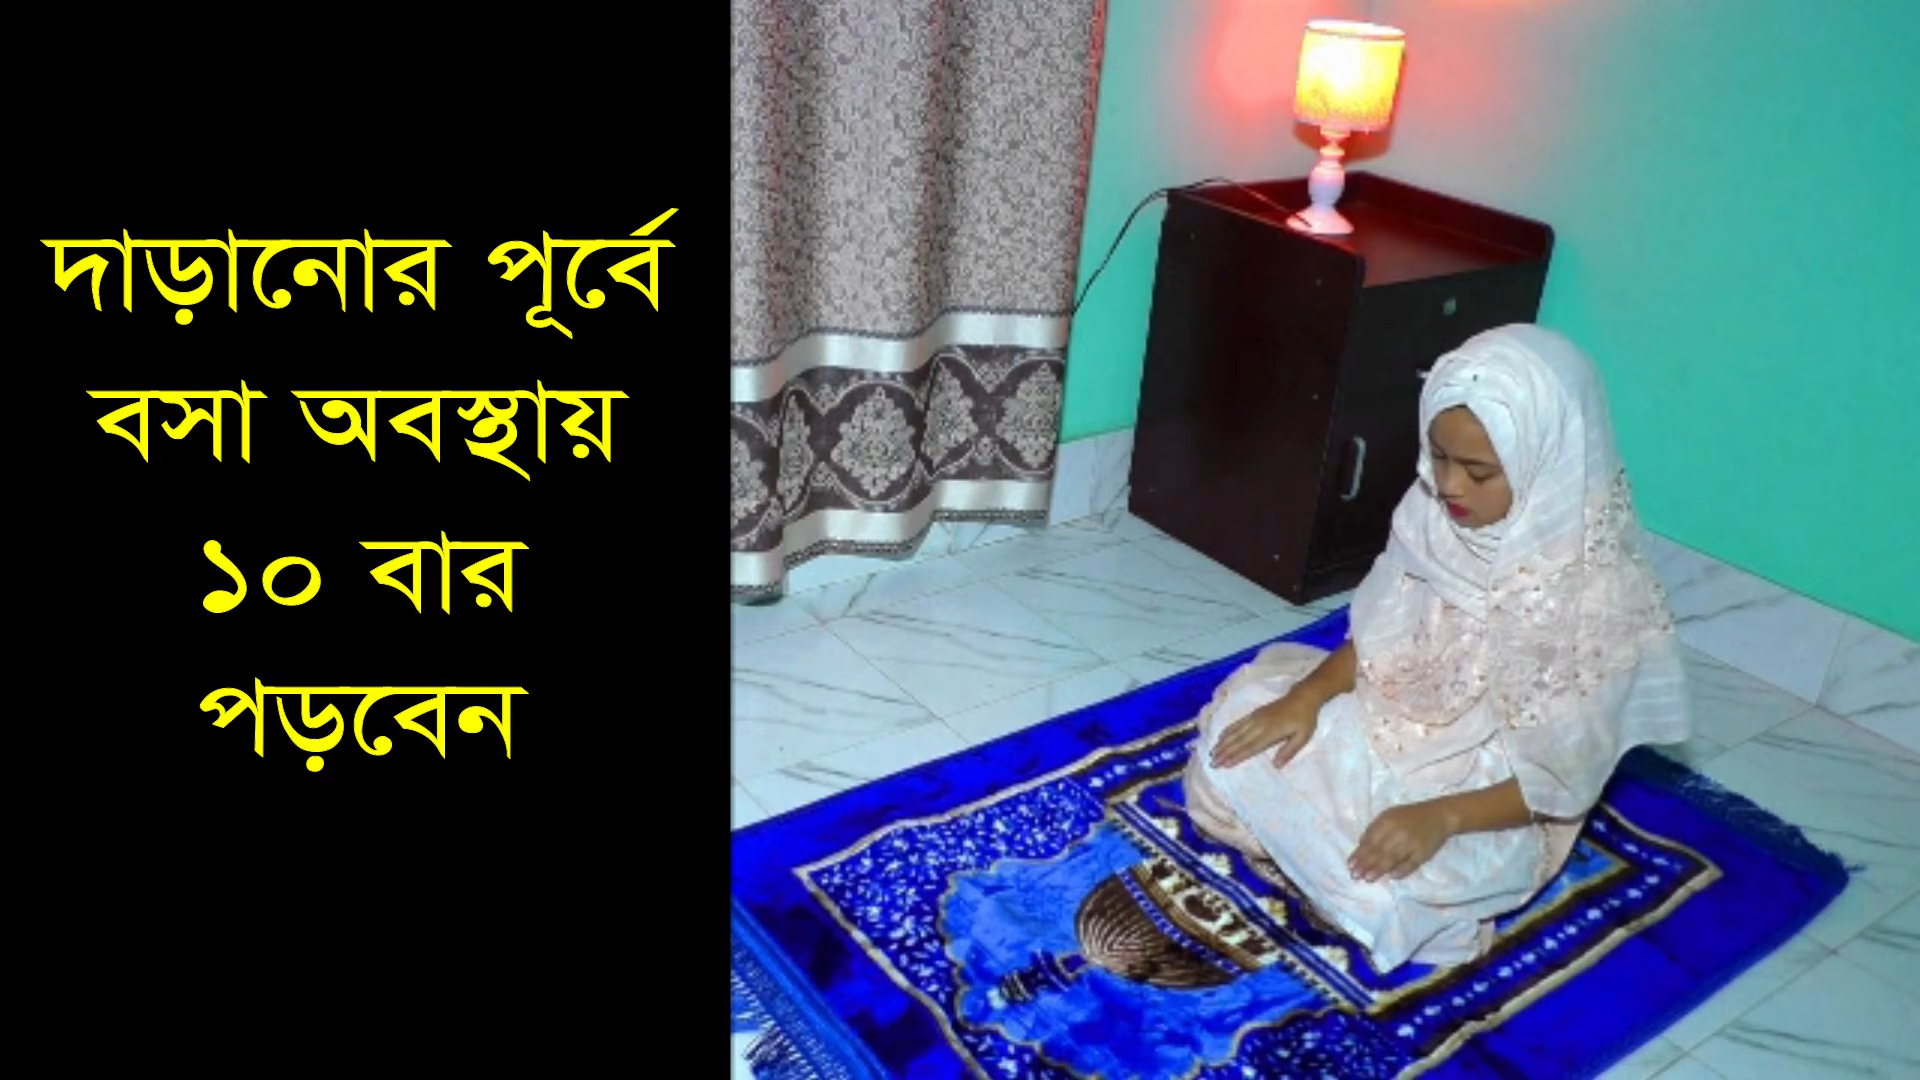 দাড়ানোর পূর্বে
বসা অবস্থায়
১০ বার
পড়বেন